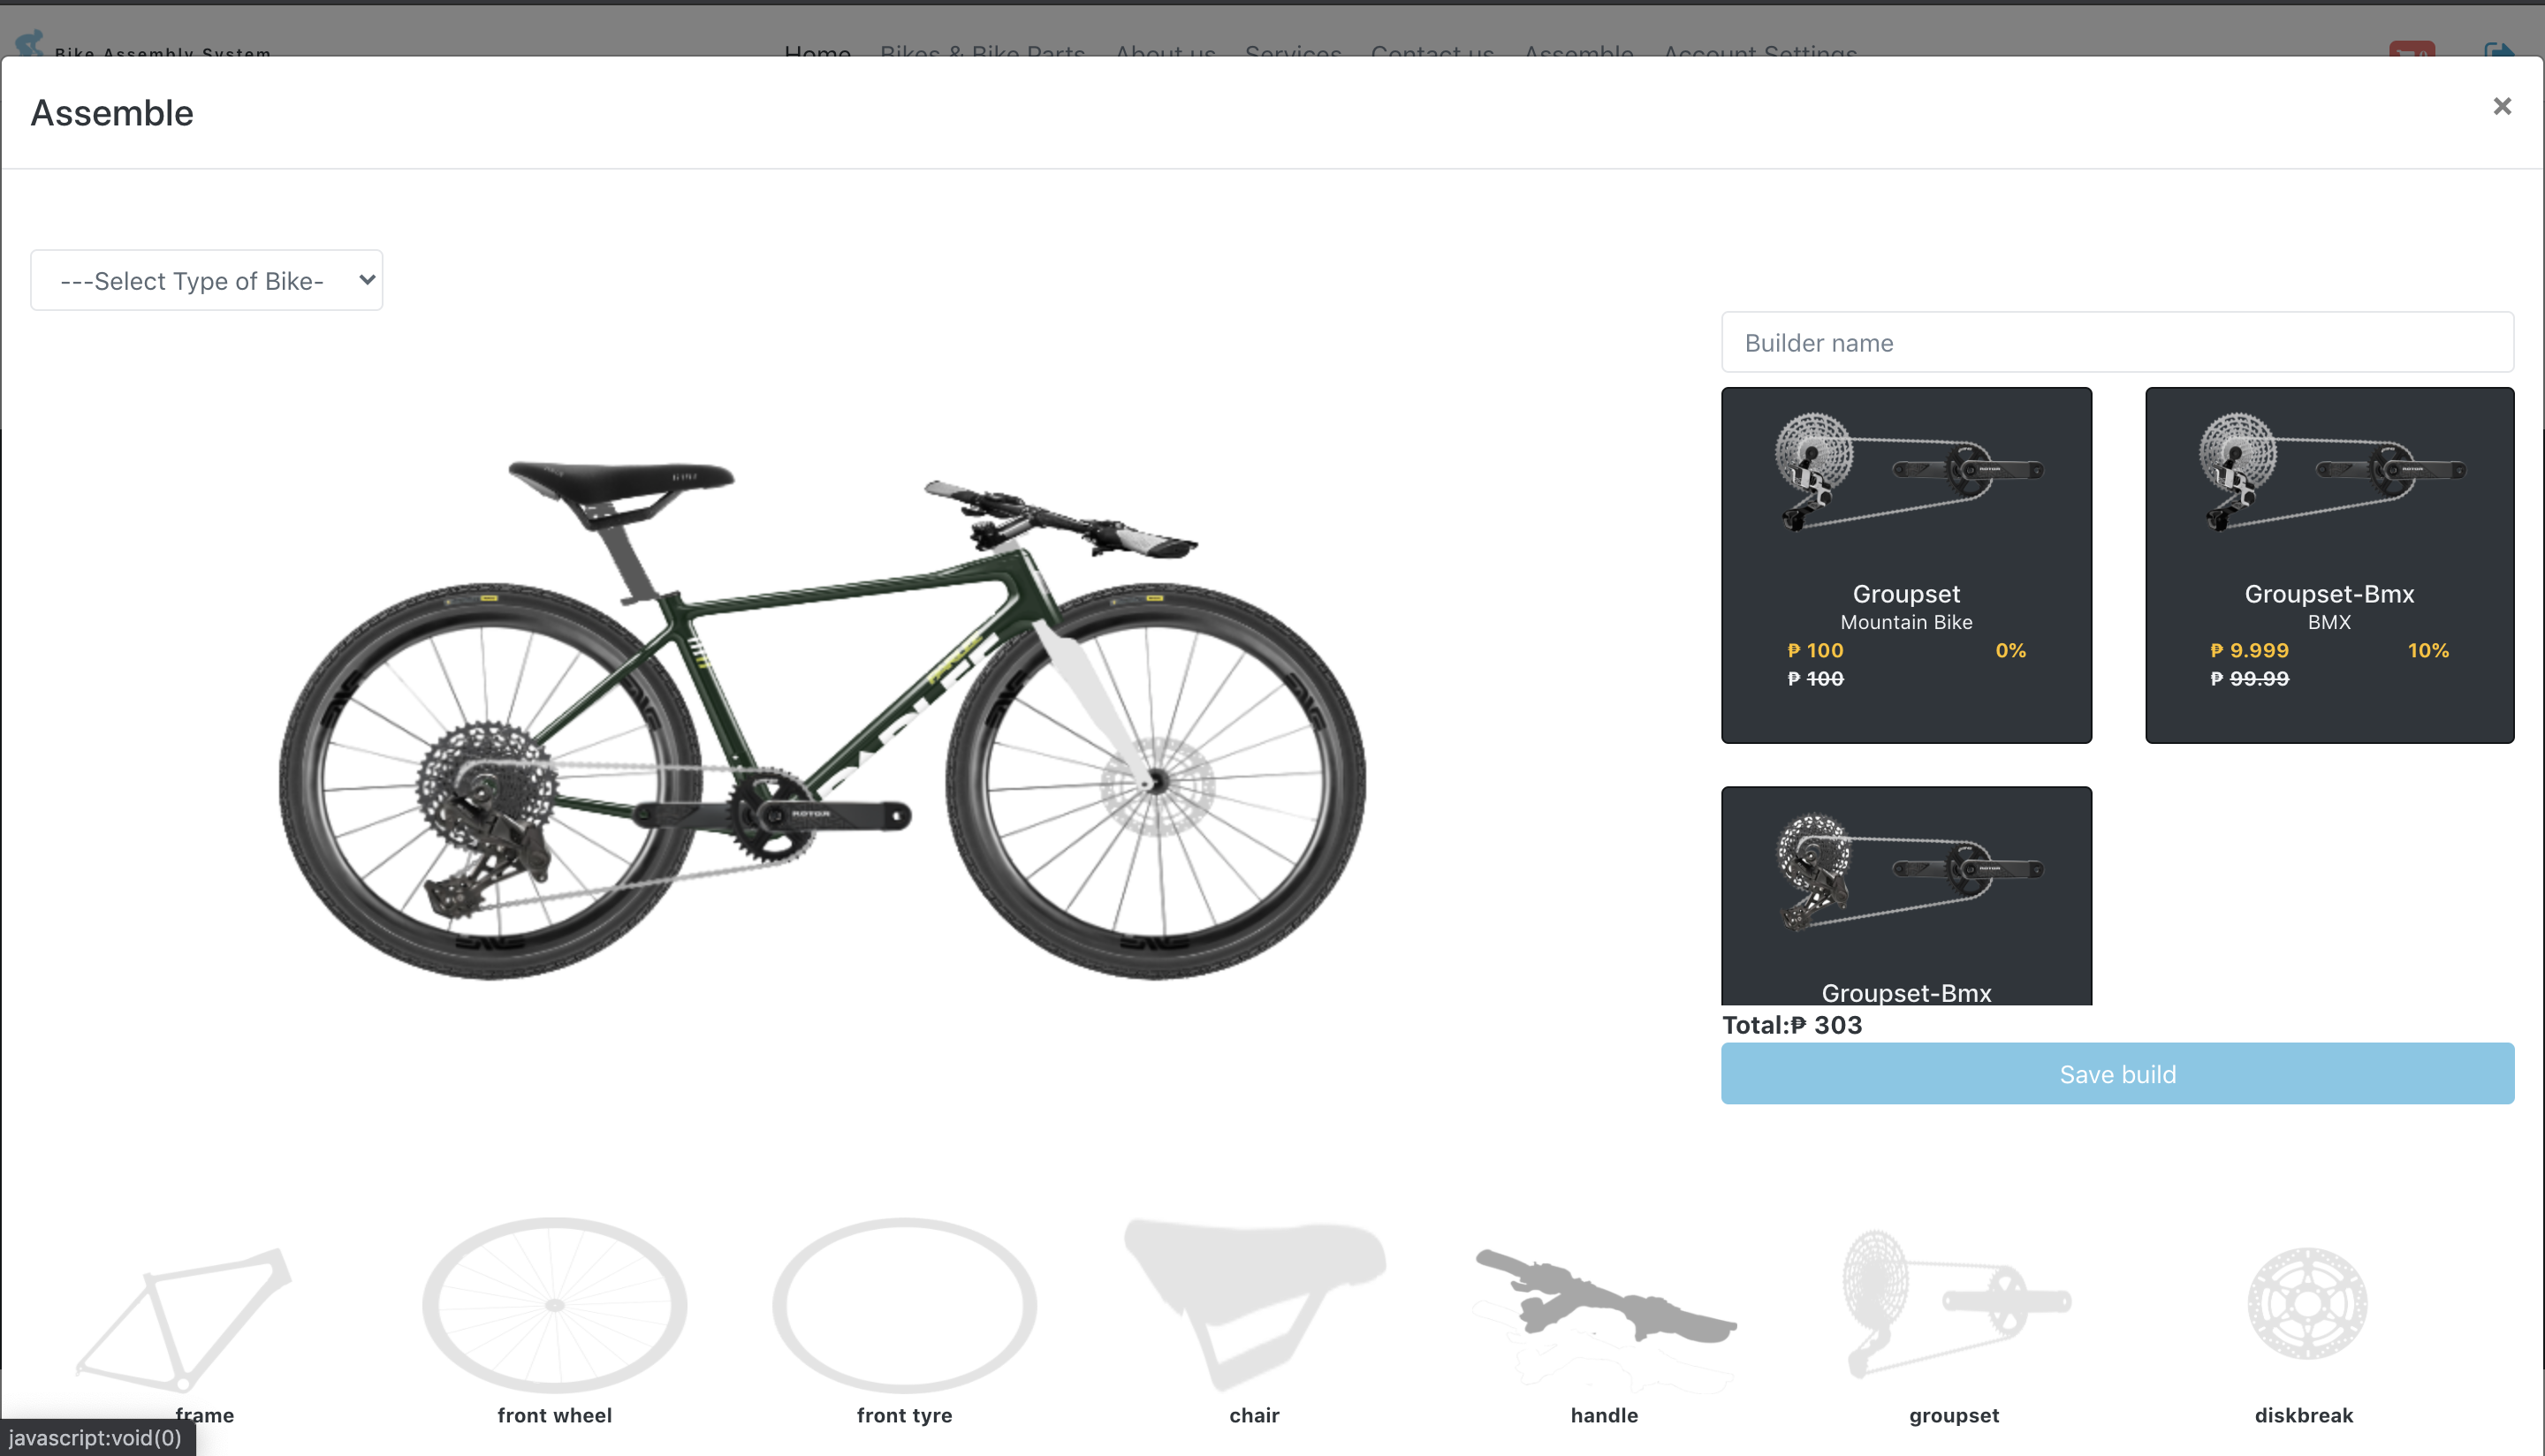 Bike Assembly System
Home Bikes & Bike Parts About us Services Contact us Assemble Account Settings
Assemble
×
---Select Type of Bike-
Builder name
Groupset
Mountain Bike
₱ 100 0%
₱ 100
Groupset-Bmx
BMX
₱ 9.999 10%
₱ 99.99
Groupset-Bmx
ROTOR
Total:₱ 303
Save build
frame
front wheel
front tyre
chair
handle
groupset
diskbreak
javascript:void(0)